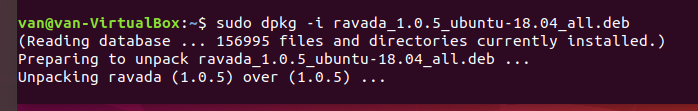 van@van-VirtualBox:~$ sudo dpkg -i ravada_1.0.5_ubuntu-18.04_all.deb
(Reading database ... 156995 files and directories currently installed.)
Preparing to unpack ravada_1.0.5_ubuntu-18.04_all.deb ...
Unpacking ravada (1.0.5) over (1.0.5) ...